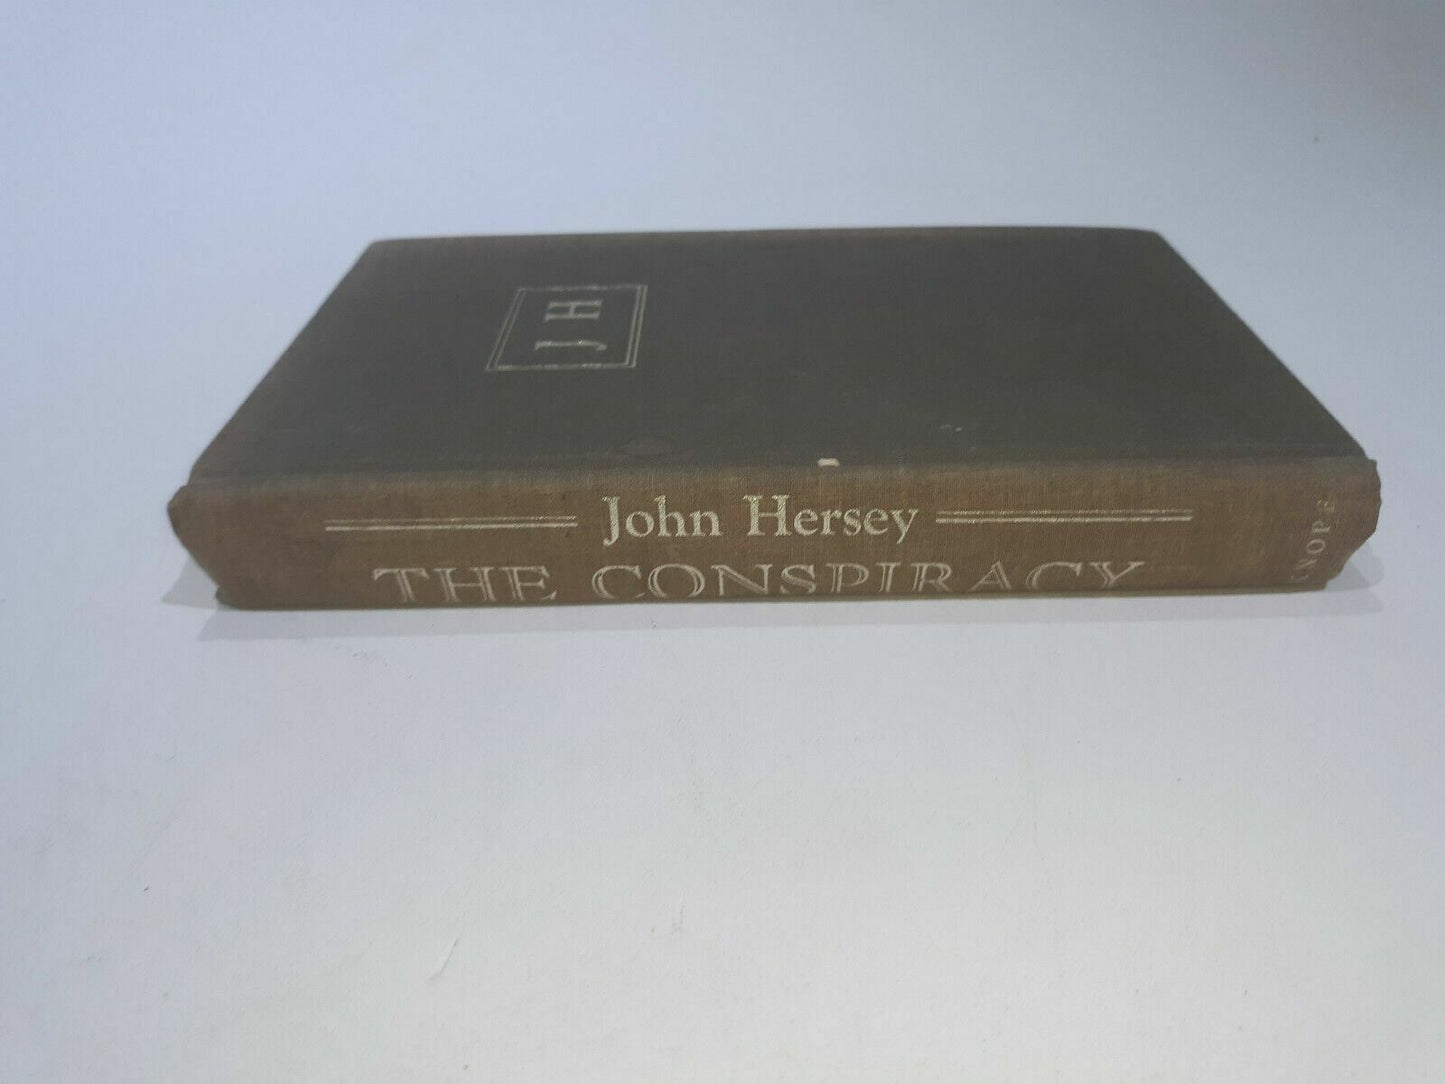 J H
John Hersey
THE CONSPIRACY
KNOPF